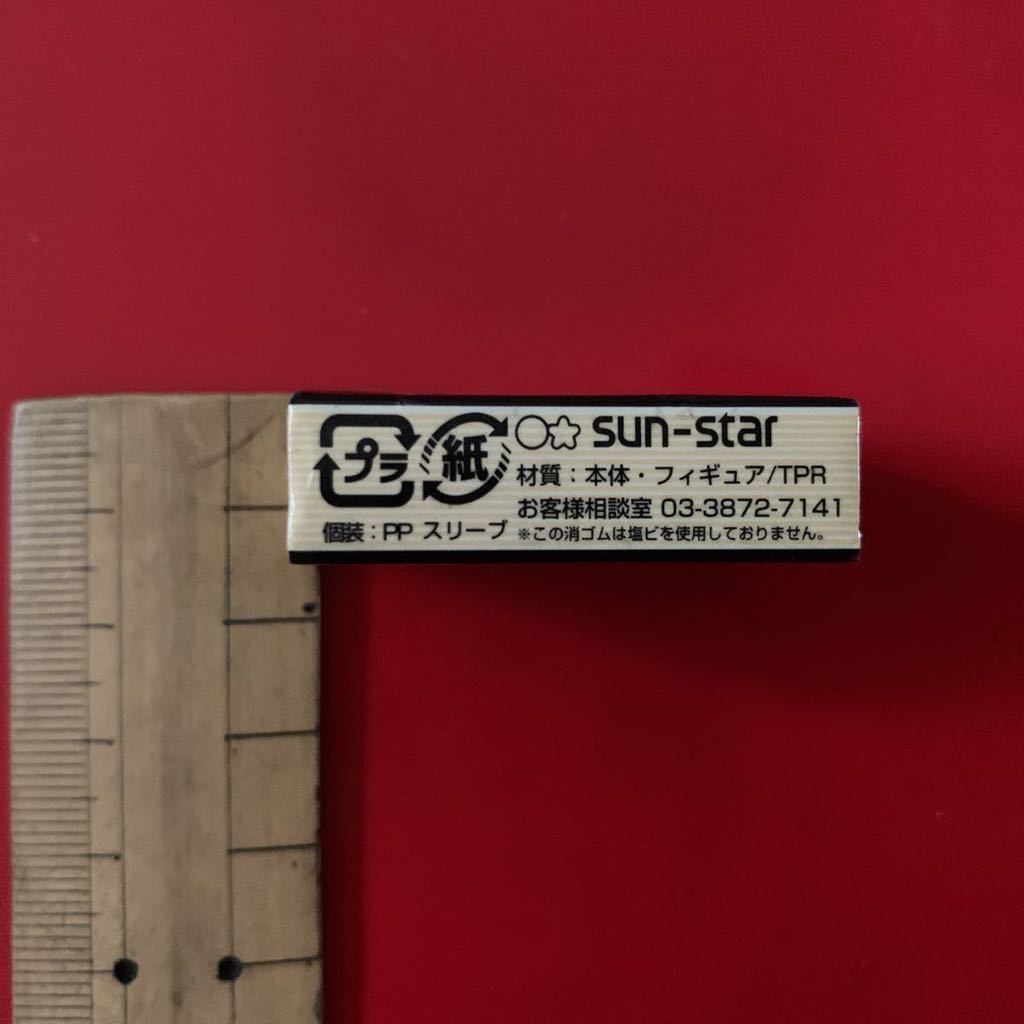 プラ 紙 sun-star
材質：本体・フィギュア/TPR
お客様相談室 03-3872-7141
個装：PP スリーブ ※この消ゴムは塩ビを使用しておりません。